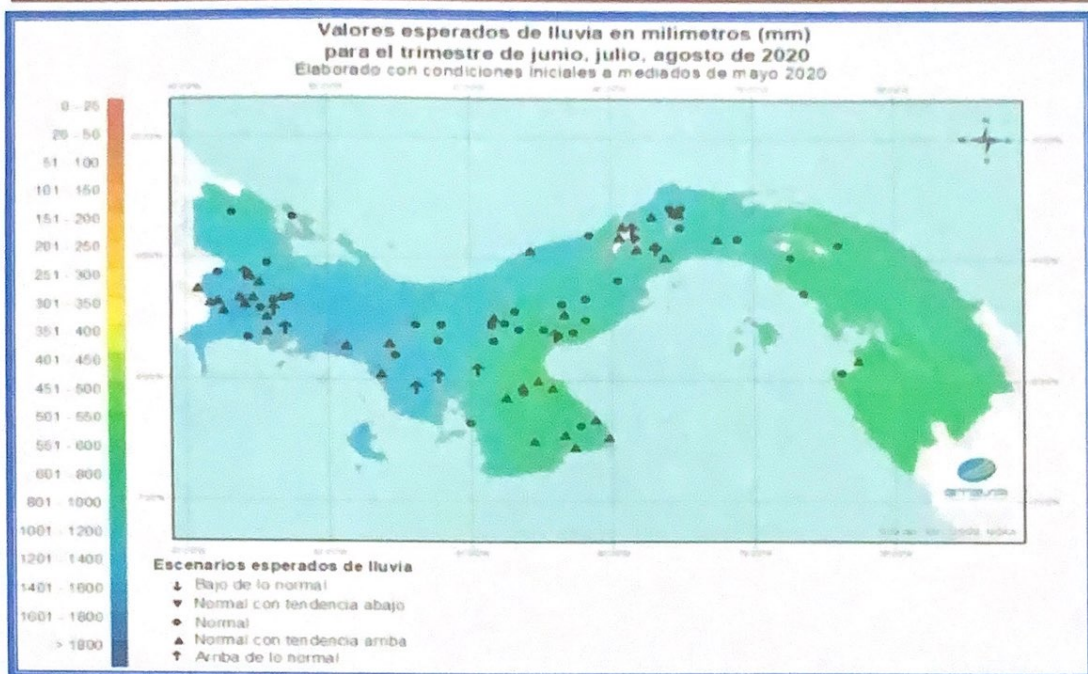 Valores esperados de lluvia en milimetros (mm)
para el trimestre de junio, julio, agosto de 2020
Elaborado con condiciones iniciales a mediados de mayo 2020
0 - 25
26 - 50
51 - 100
101 - 150
151 - 200
201 - 250
251 - 300
301 - 350
351 - 400
401 - 450
451 - 500
501 - 550
551 - 600
601 - 800
801 - 1000
1001 - 1200
1201 - 1400
1401 - 1600
1601 - 1800
> 1800
Escenarios esperados de lluvia
Bajo de lo normal
Normal con tendencia abajo
Normal
Normal con tendencia arriba
Arriba de lo normal